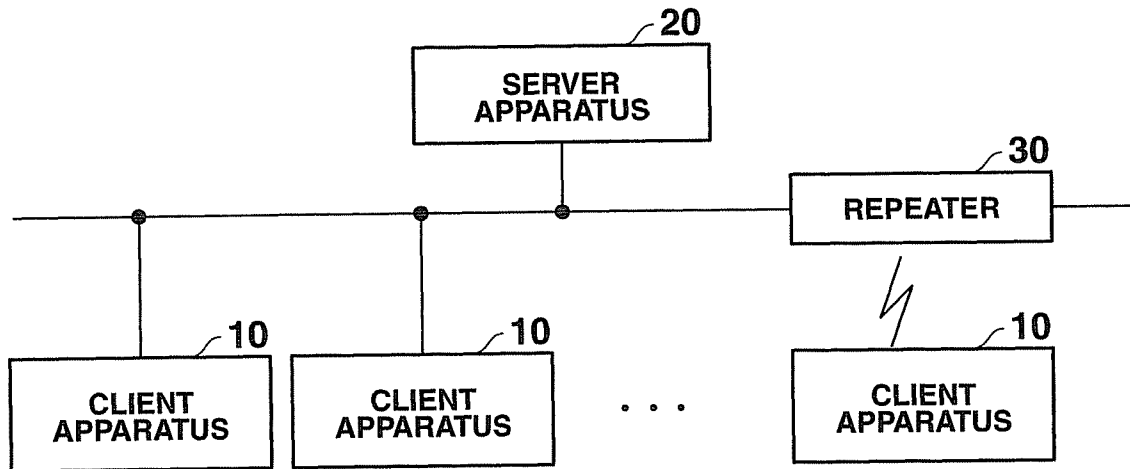 20
SERVER
APPARATUS
30
REPEATER
10
CLIENT
APPARATUS
10
CLIENT
APPARATUS
. . .
10
CLIENT
APPARATUS